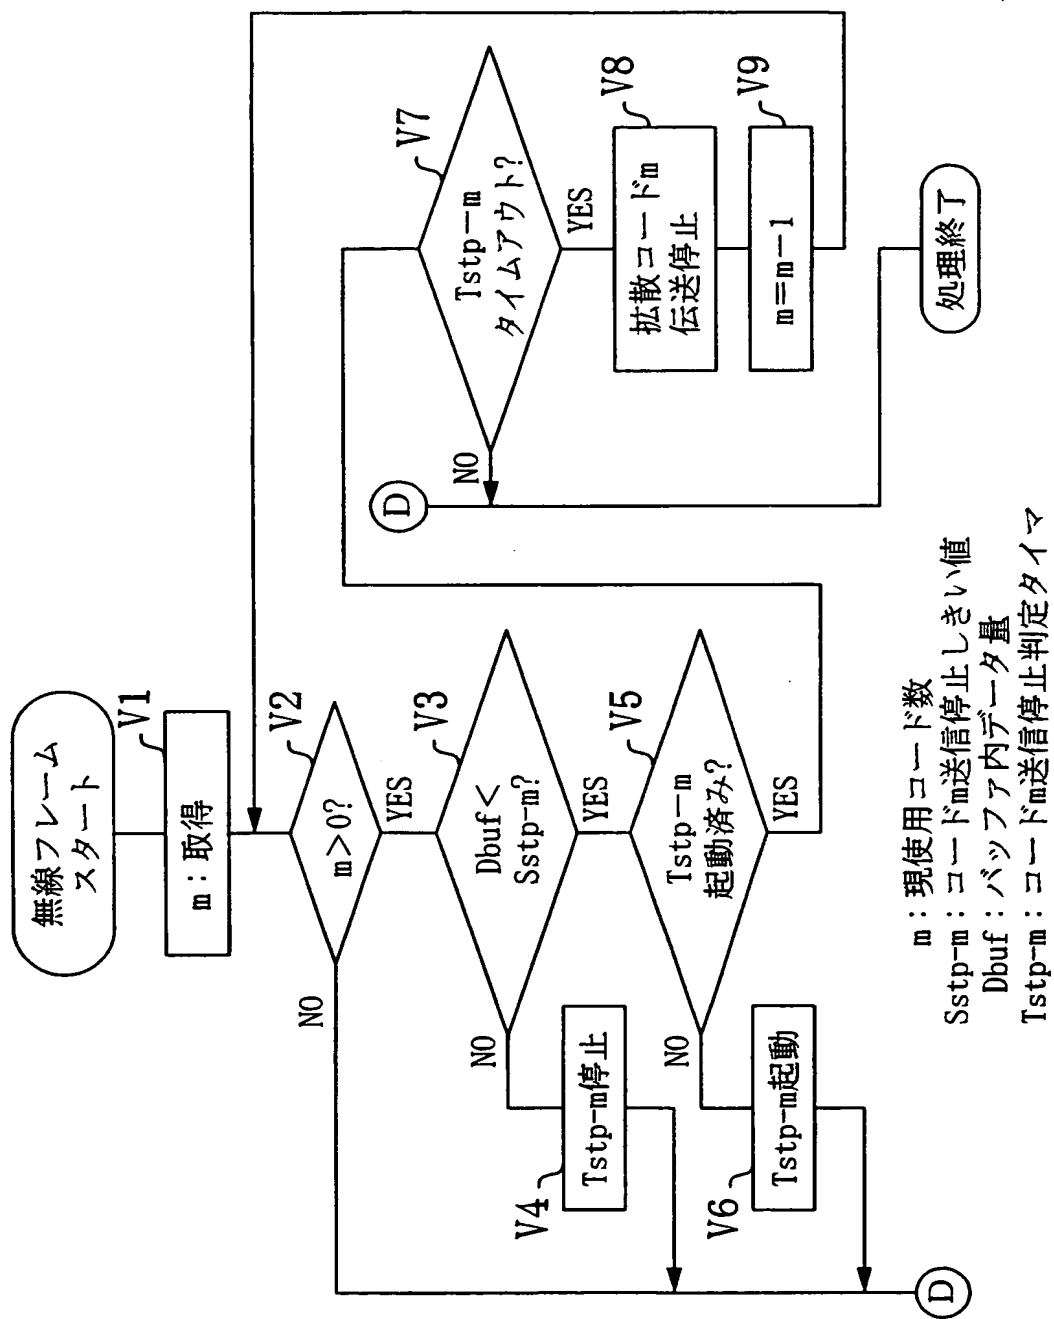 無線フレーム
スタート
V1
m：取得
V2
m＞0?
NO
YES
V3
Dbuf＜
Sstp-m?
NO
YES
V4
Tstp-m停止
V5
Tstp－m
起動済み?
NO
YES
V6
Tstp-m起動
D
V7
Tstp－m
タイムアウト?
NO
YES
V8
拡散コードm
伝送停止
V9
m＝m－1
D
処理終了
m：現使用コード数
Sstp-m：コードm送信停止しきい値
Dbuf：バッファ内データ量
Tstp-m：コードm送信停止判定タイマ